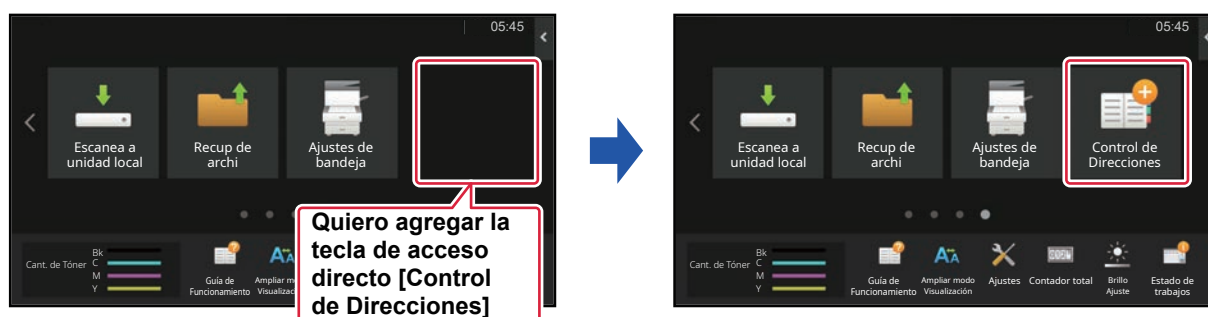 05:45
Escanea a
unidad local
Recup de
archi
Ajustes de
bandeja
Quiero agregar la
tecla de acceso
directo [Control
de Direcciones]
Cant. de Tóner
Bk
C
M
Y
Guía de
Funcionamiento
Ampliar m
Visualizaci
05:45
Escanea a
unidad local
Recup de
archi
Ajustes de
bandeja
Control de
Direcciones
Cant. de Tóner
Bk
C
M
Y
Guía de
Funcionamiento
Ampliar modo
Visualización
Ajustes
Contador total
Brillo
Ajuste
Estado de
trabajos